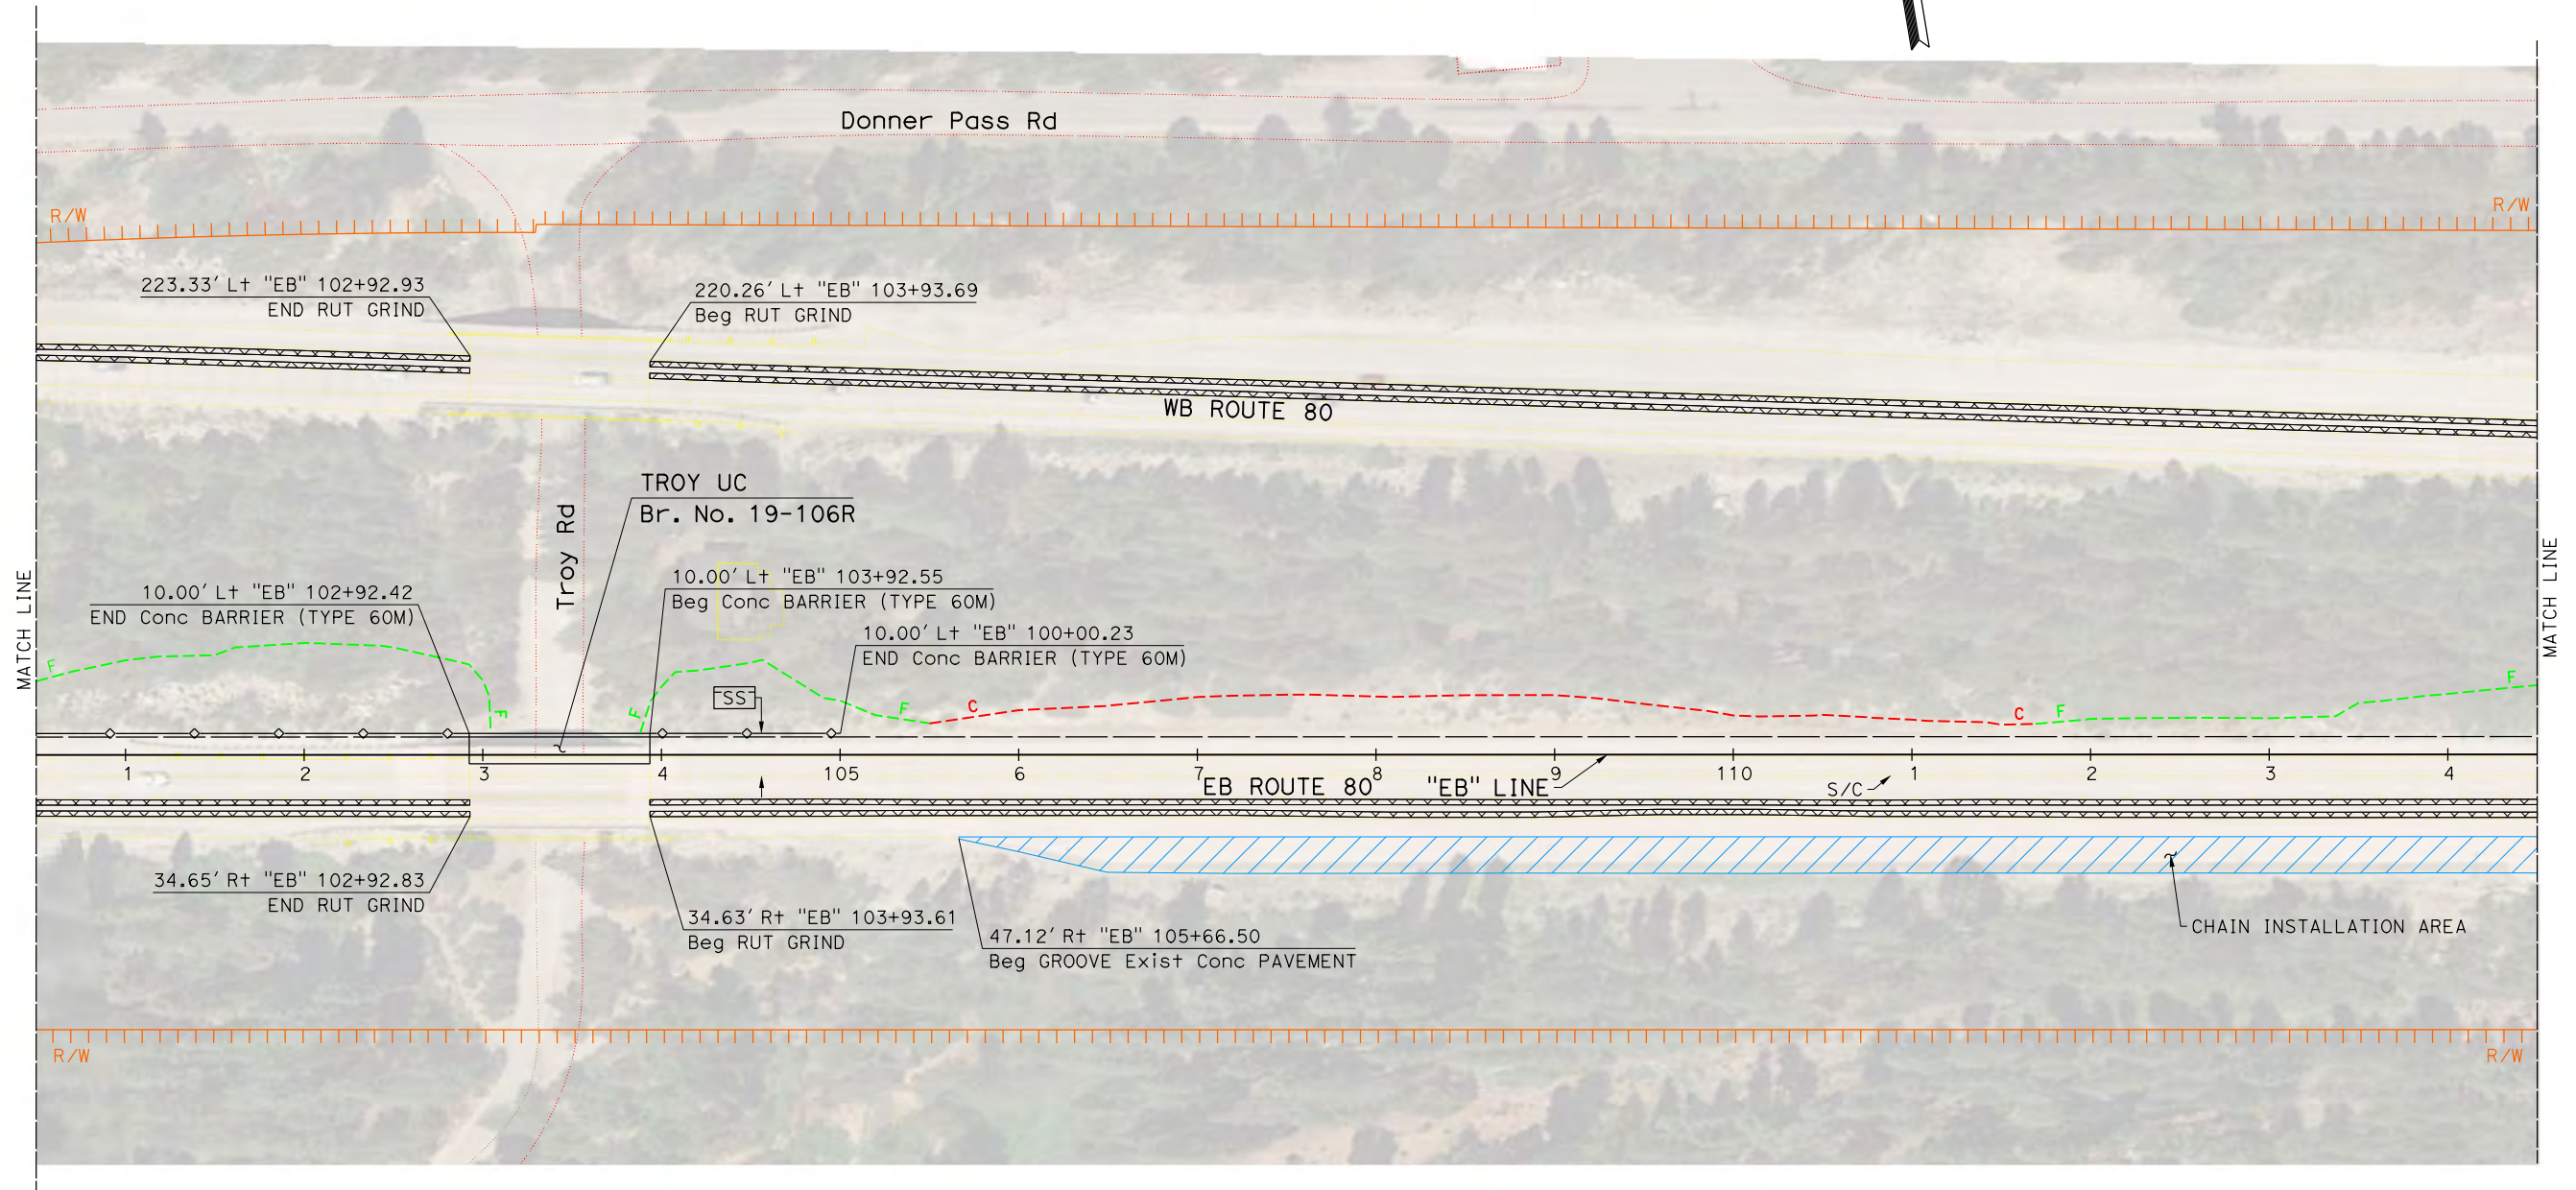 Donner Pass Rd
R/W
R/W
223.33' Lt "EB" 102+92.93
END RUT GRIND
220.26' Lt "EB" 103+93.69
Beg RUT GRIND
WB ROUTE 80
TROY UC
Br. No. 19-106R
Troy Rd
MATCH LINE
MATCH LINE
10.00' Lt "EB" 102+92.42
END Conc BARRIER (TYPE 60M)
10.00' Lt "EB" 103+92.55
Beg Conc BARRIER (TYPE 60M)
10.00' Lt "EB" 100+00.23
END Conc BARRIER (TYPE 60M)
F
F
F
SS
F
C
C
F
F
1 2 3 4 105 6 7 8 9 110 1 2 3 4
EB ROUTE 80 "EB" LINE
S/C
34.65' Rt "EB" 102+92.83
END RUT GRIND
34.63' Rt "EB" 103+93.61
Beg RUT GRIND
47.12' Rt "EB" 105+66.50
Beg GROOVE Exist Conc PAVEMENT
CHAIN INSTALLATION AREA
R/W
R/W